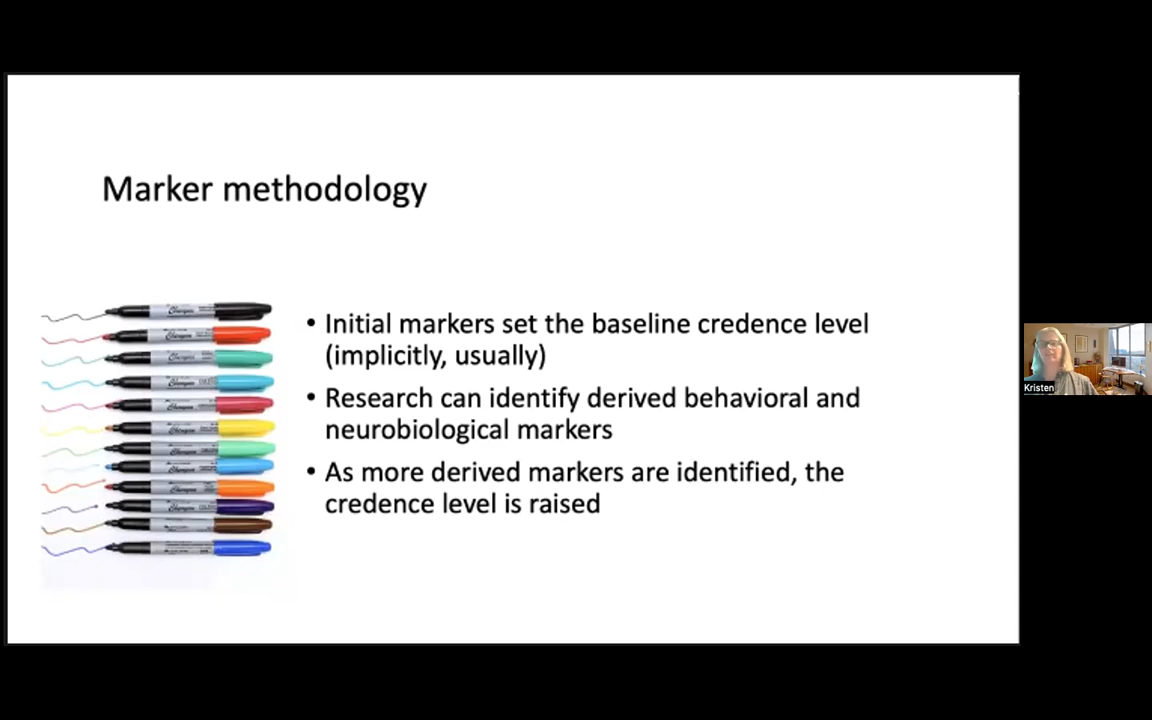 Marker methodology
• Initial markers set the baseline credence level
(implicitly, usually)
• Research can identify derived behavioral and
neurobiological markers
• As more derived markers are identified, the
credence level is raised
Kristen